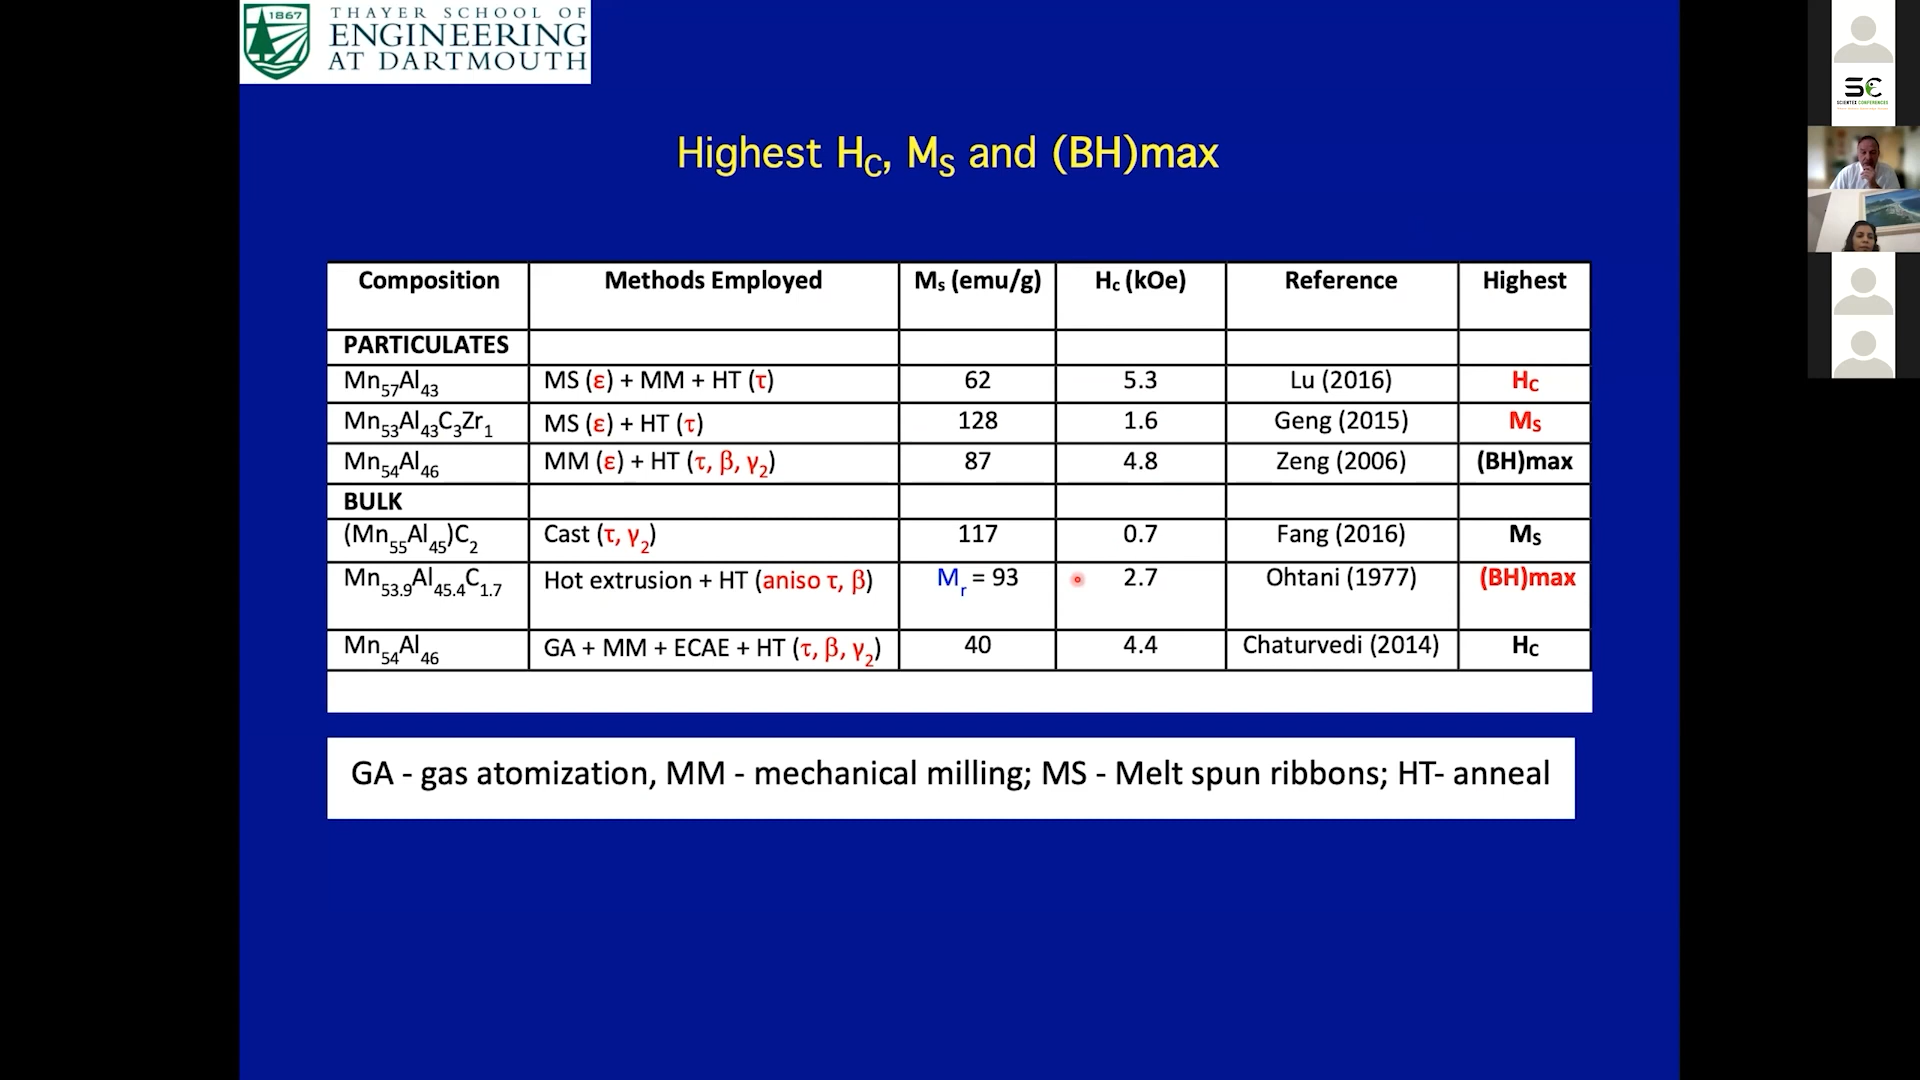 1867
THAYER SCHOOL OF
ENGINEERING
AT DARTMOUTH
SC
SCIENTEX CONFERENCES
Highest HC, MS and (BH)max
Composition Methods Employed Ms (emu/g) Hc (kOe) Reference Highest
PARTICULATES
Mn57Al43 MS (ε) + MM + HT (τ) 62 5.3 Lu (2016) HC
Mn53Al43C3Zr1 MS (ε) + HT (τ) 128 1.6 Geng (2015) MS
Mn54Al46 MM (ε) + HT (τ, β, γ2) 87 4.8 Zeng (2006) (BH)max
BULK
(Mn55Al45)C2 Cast (τ, γ2) 117 0.7 Fang (2016) MS
Mn53.9Al45.4C1.7 Hot extrusion + HT (aniso τ, β) Mr = 93 2.7 Ohtani (1977) (BH)max
Mn54Al46 GA + MM + ECAE + HT (τ, β, γ2) 40 4.4 Chaturvedi (2014) HC
GA - gas atomization, MM - mechanical milling; MS - Melt spun ribbons; HT- anneal